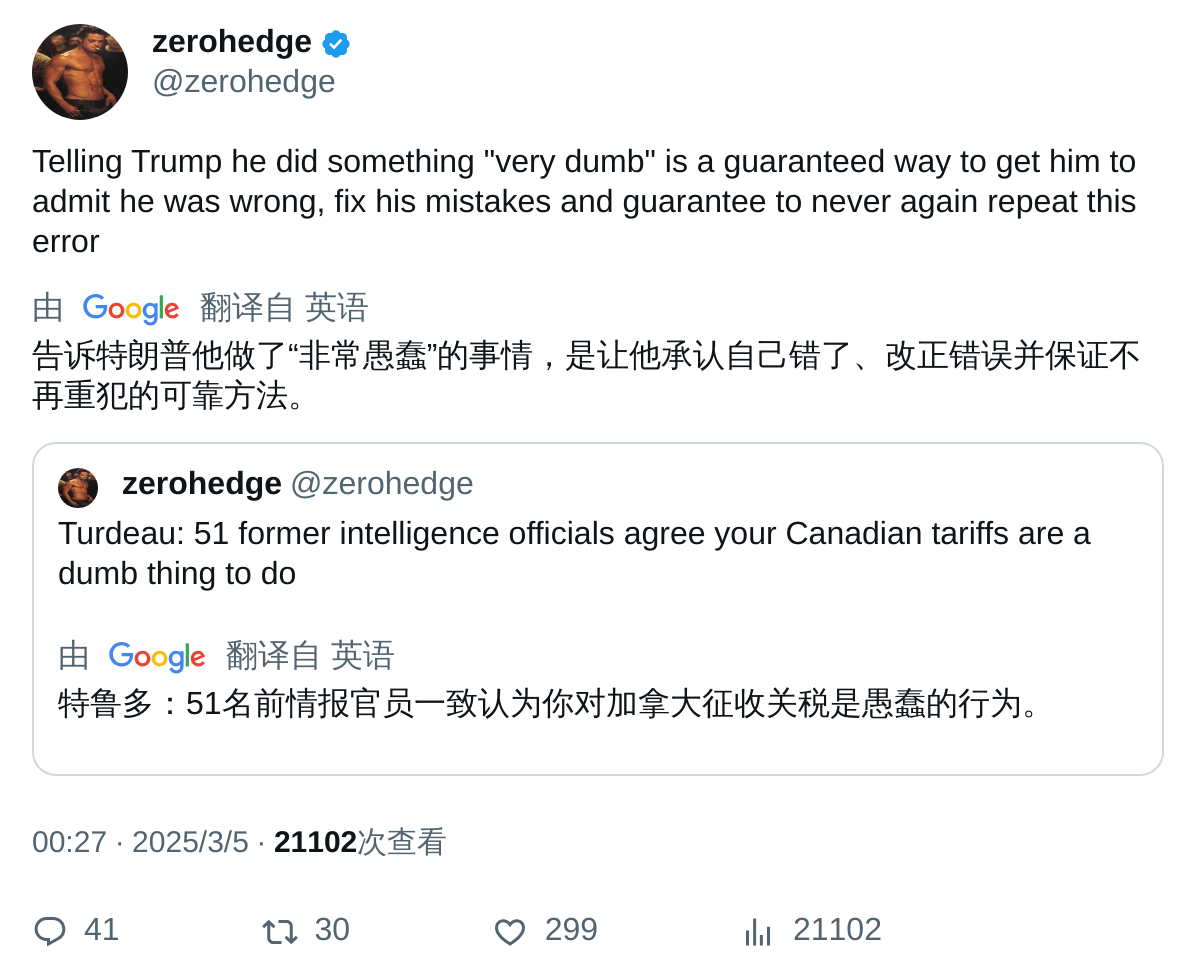 zerohedge
@zerohedge
Telling Trump he did something "very dumb" is a guaranteed way to get him to
admit he was wrong, fix his mistakes and guarantee to never again repeat this
error
由 Google 翻译自 英语
告诉特朗普他做了“非常愚蠢”的事情，是让他承认自己错了、改正错误并保证不
再重犯的可靠方法。
zerohedge @zerohedge
Turdeau: 51 former intelligence officials agree your Canadian tariffs are a
dumb thing to do
由 Google 翻译自 英语
特鲁多：51名前情报官员一致认为你对加拿大征收关税是愚蠢的行为。
00:27 · 2025/3/5 · 21102次查看
41 30 299 21102